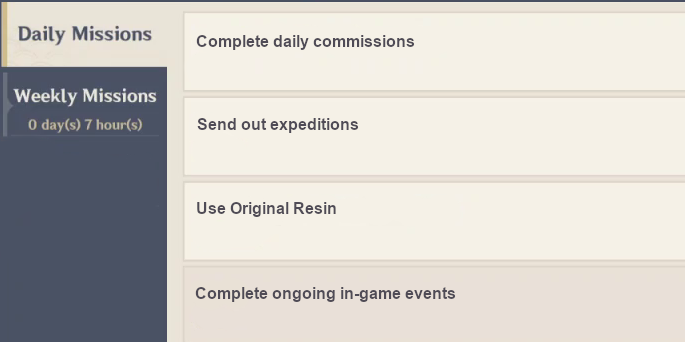 Daily Missions
Weekly Missions
0 day(s) 7 hour(s)
Complete daily commissions
Send out expeditions
Use Original Resin
Complete ongoing in-game events